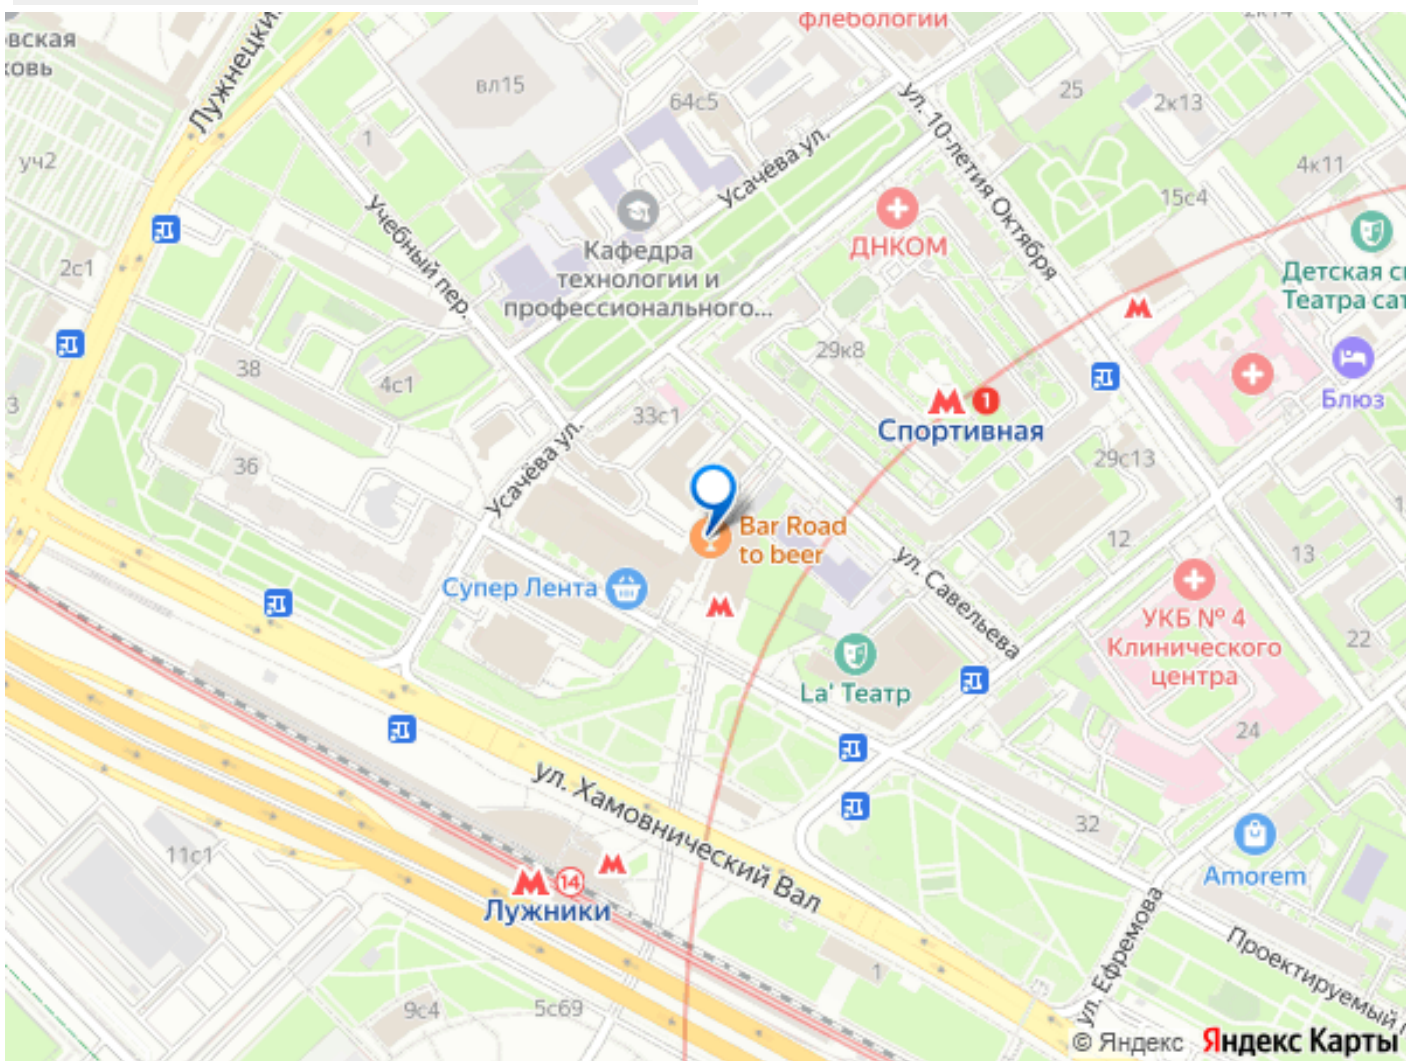 флебологии
2к14
Лужнецкий
вская
ковь
вл15
64с5
25
2к13
ул. 10-летия Октября
1
Усачёва ул.
уч2
4к11
15с4
Учебный пер.
ДНКОМ
Кафедра
технологии и
профессионального...
2с1
Детская с
Театра сат
29к8
38
4с1
3
Блюз
33с1
1
Спортивная
36
Усачёва ул.
29с13
Bar Road
to beer
12
13
ул. Савельева
Супер Лента
УКБ № 4
Клинического
центра
22
La' Театр
24
ул. Хамовнический Вал
32
11с1
14
Лужники
Amorem
ул. Ефремова
Проектируемый
1
9с4
5с69
© Яндекс Яндекс Карты